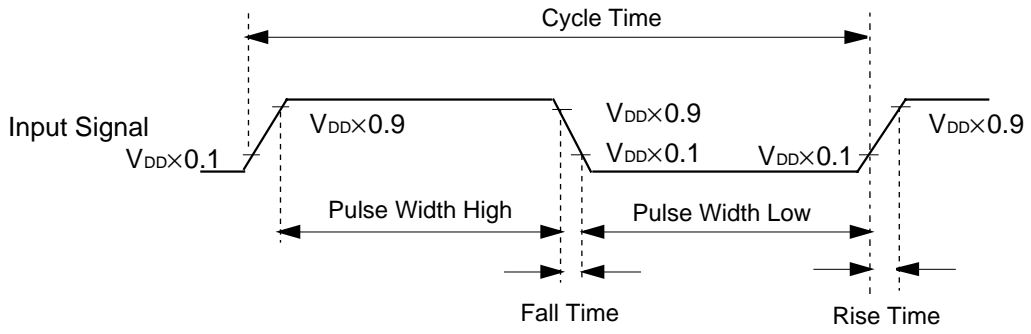 Cycle Time
Input Signal
VDD×0.1
VDD×0.9
VDD×0.9
VDD×0.1
VDD×0.1
VDD×0.9
Pulse Width High
Pulse Width Low
Fall Time
Rise Time